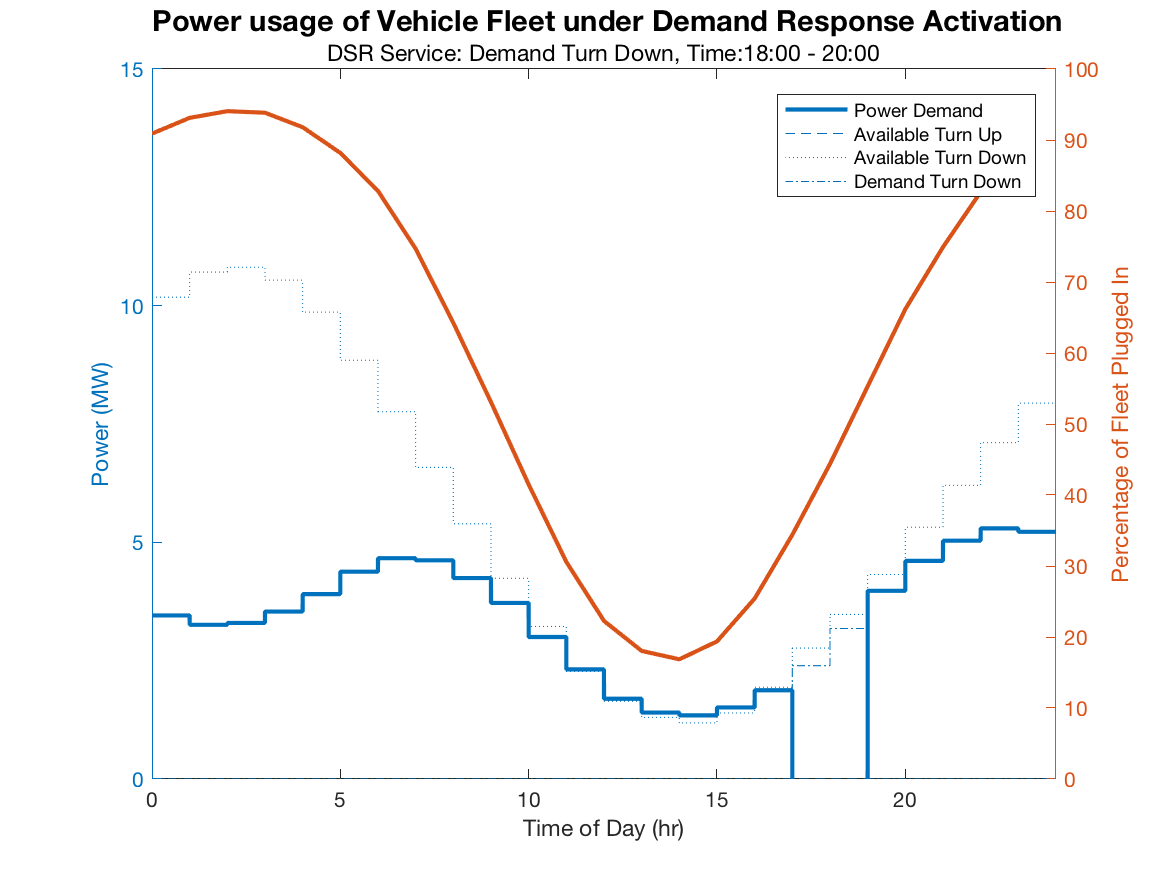 Power usage of Vehicle Fleet under Demand Response Activation
DSR Service: Demand Turn Down, Time:18:00 - 20:00
15
10
5
0
Power (MW)
Power Demand
Available Turn Up
Available Turn Down
Demand Turn Down
100
90
80
70
60
50
40
30
20
10
0
Percentage of Fleet Plugged In
0
5
10
15
20
Time of Day (hr)